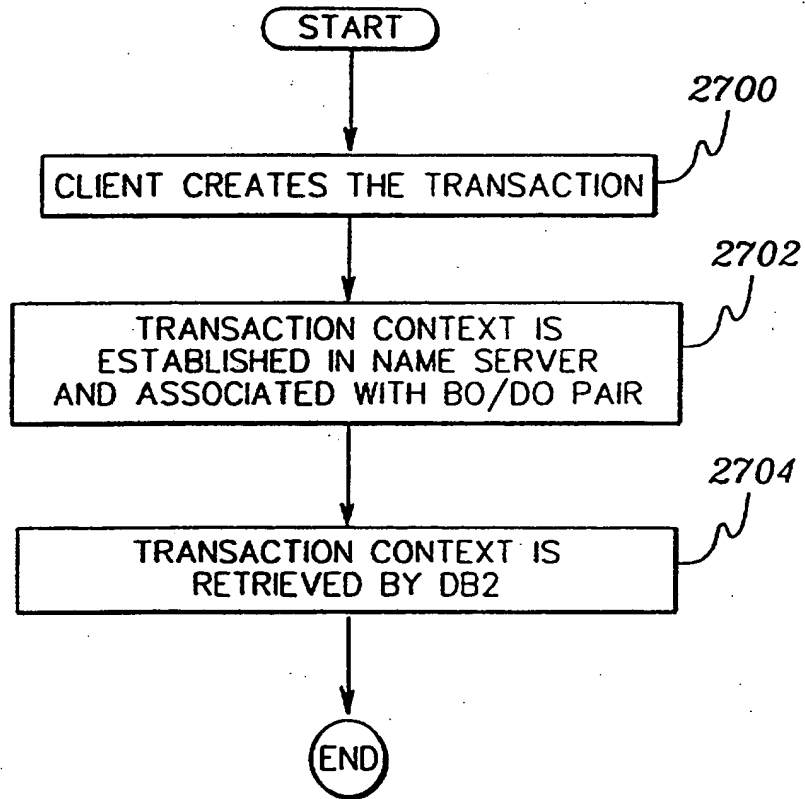 START
2700
CLIENT CREATES THE TRANSACTION
2702
TRANSACTION CONTEXT IS
ESTABLISHED IN NAME SERVER
AND ASSOCIATED WITH BO/DO PAIR
2704
TRANSACTION CONTEXT IS
RETRIEVED BY DB2
END